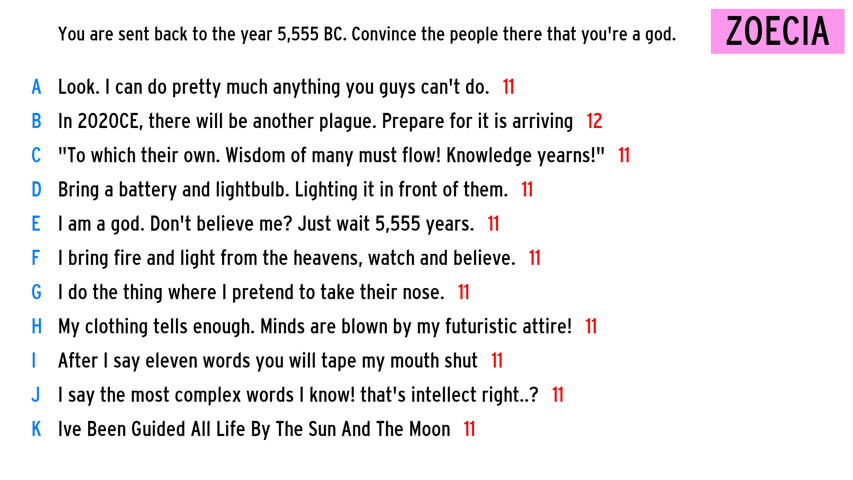 You are sent back to the year 5,555 BC. Convince the people there that you're a god.
ZOECIA
A Look. I can do pretty much anything you guys can't do. 11
B In 2020CE, there will be another plague. Prepare for it is arriving 12
C "To which their own. Wisdom of many must flow! Knowledge yearns!" 11
D Bring a battery and lightbulb. Lighting it in front of them. 11
E I am a god. Don't believe me? Just wait 5,555 years. 11
F I bring fire and light from the heavens, watch and believe. 11
G I do the thing where I pretend to take their nose. 11
H My clothing tells enough. Minds are blown by my futuristic attire! 11
I After I say eleven words you will tape my mouth shut 11
J I say the most complex words I know! that's intellect right..? 11
K Ive Been Guided All Life By The Sun And The Moon 11